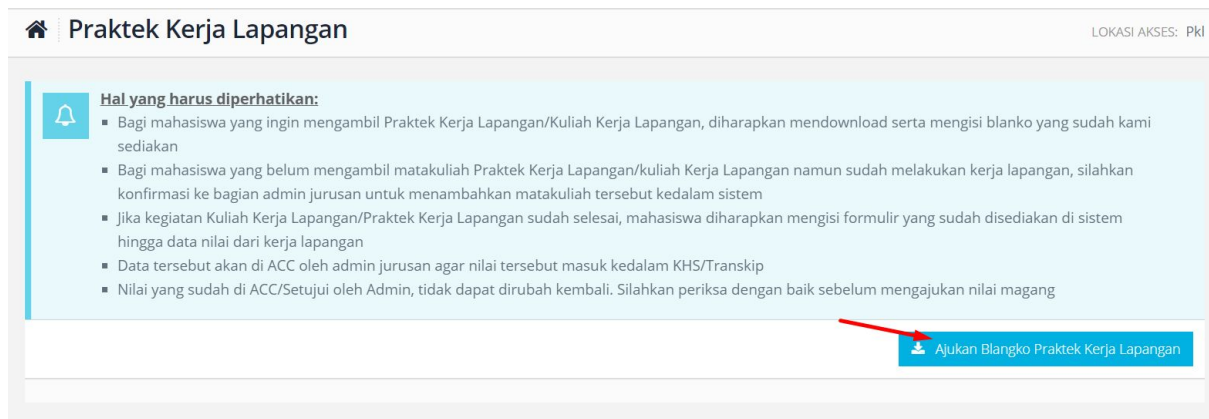 Praktek Kerja Lapangan
LOKASI AKSES: Pkl
Hal yang harus diperhatikan:
Bagi mahasiswa yang ingin mengambil Praktek Kerja Lapangan/Kuliah Kerja Lapangan, diharapkan mendownload serta mengisi blanko yang sudah kami
sediakan
Bagi mahasiswa yang belum mengambil matakuliah Praktek Kerja Lapangan/kuliah Kerja Lapangan namun sudah melakukan kerja lapangan, silahkan
konfirmasi ke bagian admin jurusan untuk menambahkan matakuliah tersebut kedalam sistem
Jika kegiatan Kuliah Kerja Lapangan/Praktek Kerja Lapangan sudah selesai, mahasiswa diharapkan mengisi formulir yang sudah disediakan di sistem
hingga data nilai dari kerja lapangan
Data tersebut akan di ACC oleh admin jurusan agar nilai tersebut masuk kedalam KHS/Transkip
Nilai yang sudah di ACC/Setujui oleh Admin, tidak dapat dirubah kembali. Silahkan periksa dengan baik sebelum mengajukan nilai magang
Ajukan Blangko Praktek Kerja Lapangan